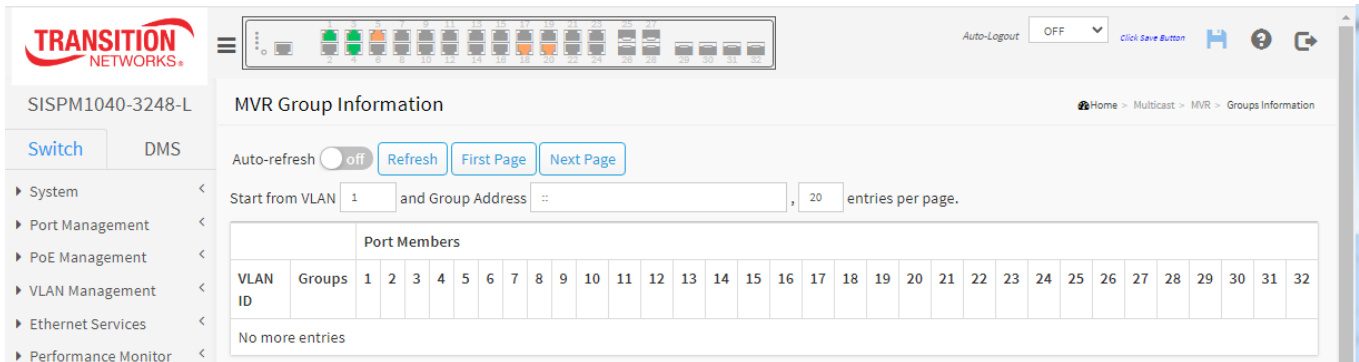 TRANSITION
NETWORKS®
1 3 5 7 9 11 13 15 17 19 21 23 25 27
2 4 6 8 10 12 14 16 18 20 22 24 26 28 29 30 31 32
Auto-Logout OFF Click Save Button
SISPM1040-3248-L
MVR Group Information
Home > Multicast > MVR > Groups Information
Switch DMS
Auto-refresh off Refresh First Page Next Page
System
Start from VLAN 1 and Group Address :: , 20 entries per page.
Port Management
PoE Management
VLAN Management
Ethernet Services
Performance Monitor
Port Members
VLAN ID Groups 1 2 3 4 5 6 7 8 9 10 11 12 13 14 15 16 17 18 19 20 21 22 23 24 25 26 27 28 29 30 31 32
No more entries